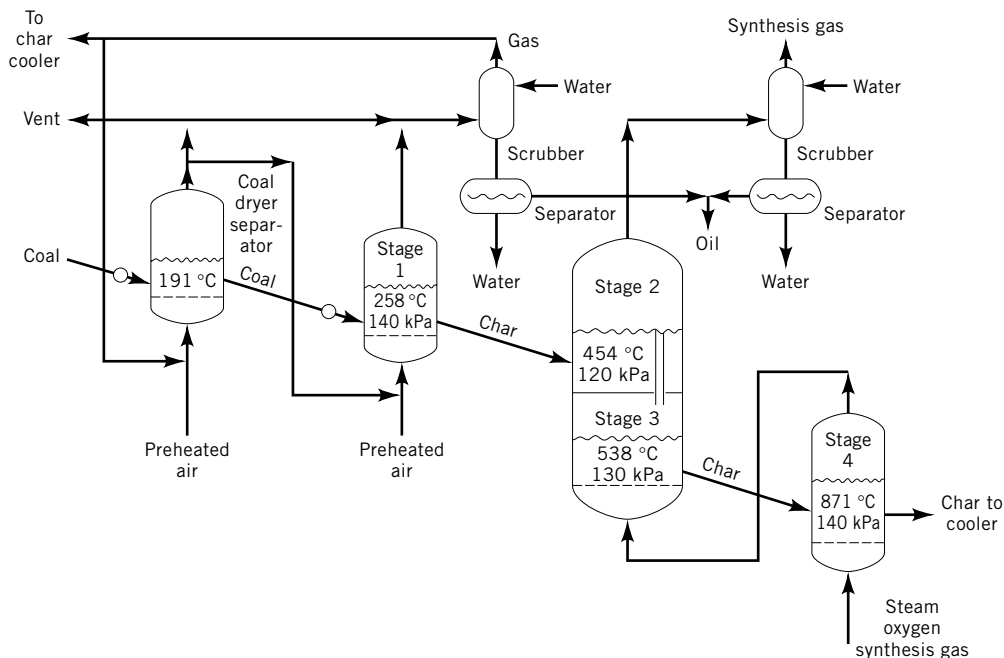 To
char
cooler
Gas
Water
Synthesis gas
Water
Vent
Scrubber
Scrubber
Coal
dryer
separ-
ator
Separator
Separator
Oil
Water
Water
Coal
191 °C
Coal
Stage
1
258 °C
140 kPa
Char
Stage 2
454 °C
120 kPa
Stage 3
538 °C
130 kPa
Char
Stage
4
871 °C
140 kPa
Char to
cooler
Preheated
air
Preheated
air
Steam
oxygen
synthesis gas